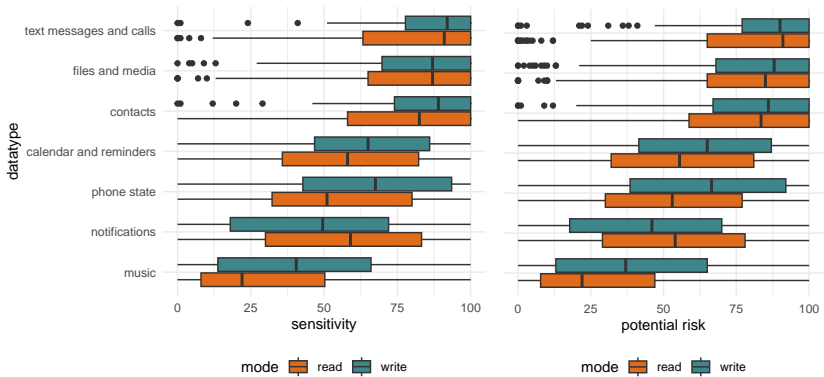 datatype
text messages and calls
files and media
contacts
calendar and reminders
phone state
notifications
music
0 25 50 75 100
sensitivity
mode read write
0 25 50 75 100
potential risk
mode read write